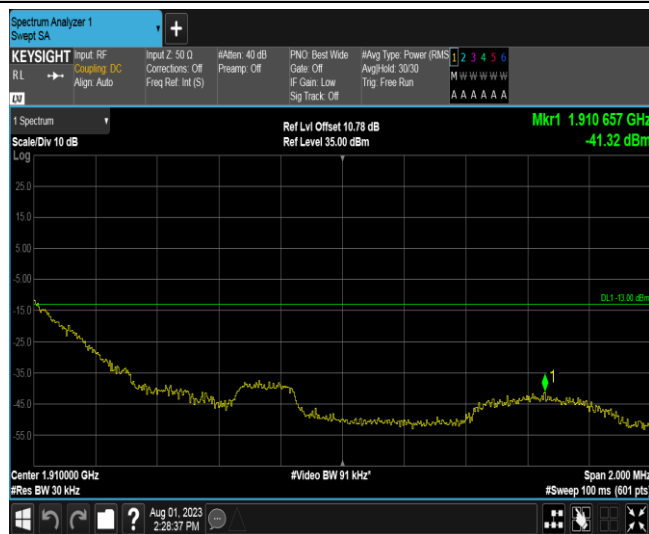 Spectrum Analyzer 1
Swept SA
KEYSIGHT
RL
Input: RF
Coupling: DC
Align: Auto
Input Z: 50 Ω
Corrections: Off
Freq Ref: Int (S)
#Atten: 40 dB
Preamp: Off
PNO: Best Wide
Gate: Off
IF Gain: Low
Sig Track: Off
#Avg Type: Power (RMS
Avg|Hold: 30/30
Trig: Free Run
1 2 3 4 5 6
M W W W W W
A A A A A A
LXI
1 Spectrum
Scale/Div 10 dB
Ref Lvl Offset 10.78 dB
Ref Level 35.00 dBm
Mkr1 1.910 657 GHz
-41.32 dBm
Log
25.0
15.0
5.00
-5.00
DL1 -13.00 dBm
-15.0
-25.0
-35.0
1
-45.0
-55.0
Center 1.910000 GHz
#Res BW 30 kHz
#Video BW 91 kHz*
Span 2.000 MHz
#Sweep 100 ms (601 pts)
?
Aug 01, 2023
2:28:37 PM